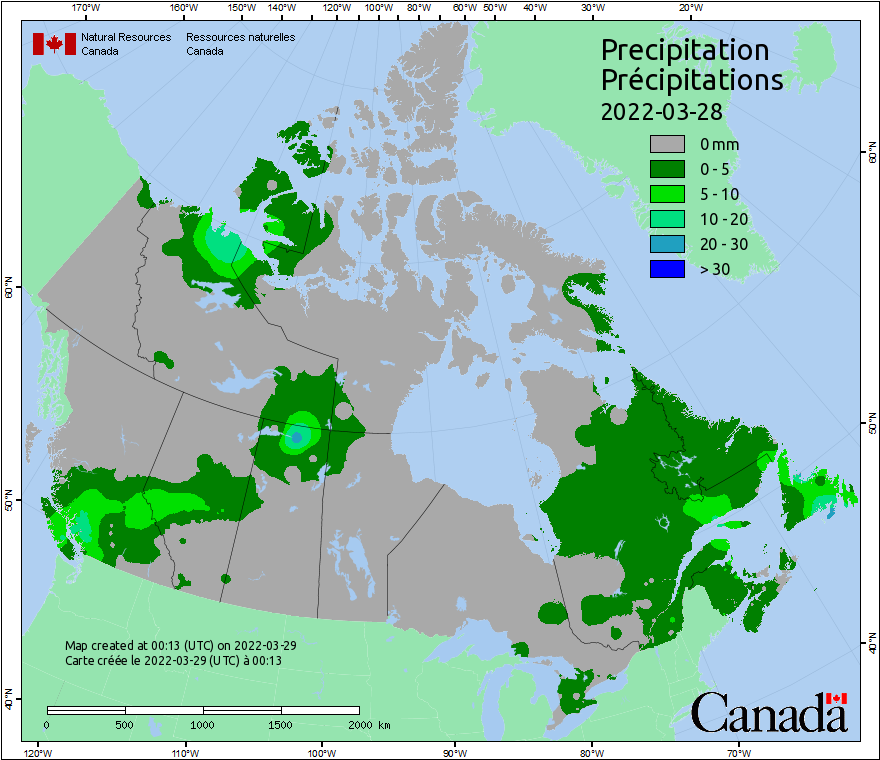 170°W 160°W 150°W 140°W 130°W 120°W 110°W 100°W 90°W 80°W 60°W 50°W 40°W 30°W 20°W
Natural Resources Ressources naturelles
Canada Canada
Precipitation
Précipitations
2022-03-28
0 mm
0 - 5
5 - 10
10 - 20
20 - 30
> 30
60°N
60°N
50°N
50°N
40°N
40°N
Map created at 00:13 (UTC) on 2022-03-29
Carte créée le 2022-03-29 (UTC) à 00:13
0 500 1000 1500 2000 km
Canada
120°W 110°W 100°W 90°W 80°W 70°W